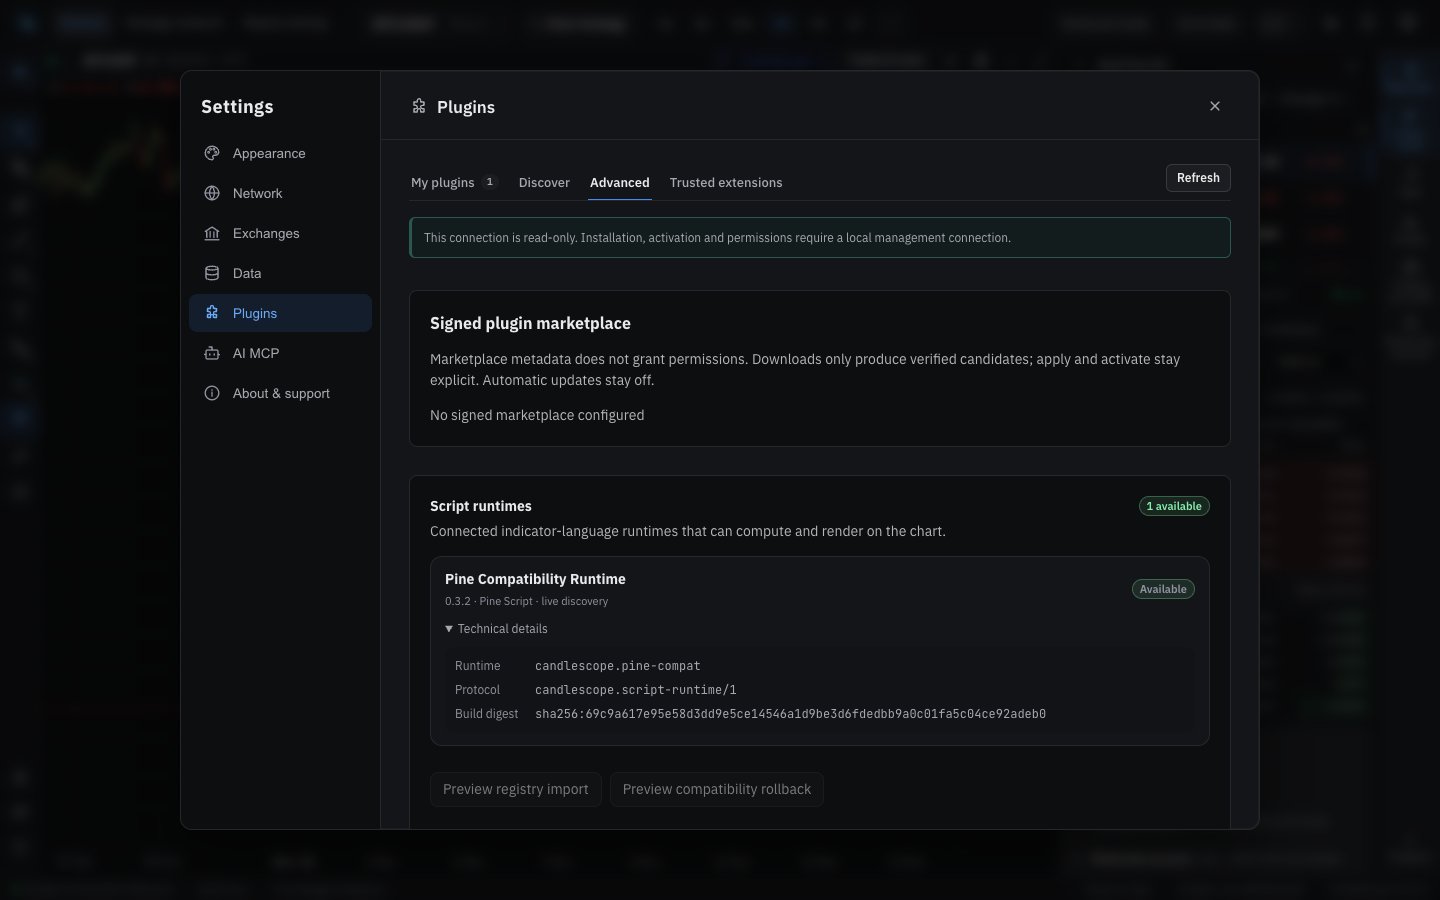 Settings
Appearance
Network
Exchanges
Data
Plugins
AI MCP
About & support
Plugins
My plugins 1
Discover
Advanced
Trusted extensions
Refresh
This connection is read-only. Installation, activation and permissions require a local management connection.
Signed plugin marketplace
Marketplace metadata does not grant permissions. Downloads only produce verified candidates; apply and activate stay
explicit. Automatic updates stay off.
No signed marketplace configured
Script runtimes
1 available
Connected indicator-language runtimes that can compute and render on the chart.
Pine Compatibility Runtime
Available
0.3.2 · Pine Script · live discovery
▼ Technical details
Runtime candlescope.pine-compat
Protocol candlescope.script-runtime/1
Build digest sha256:69c9a617e95e58d3dd9e5ce14546a1d9be3d6fdedbb9a0c01fa5c04ce92adeb0
Preview registry import
Preview compatibility rollback